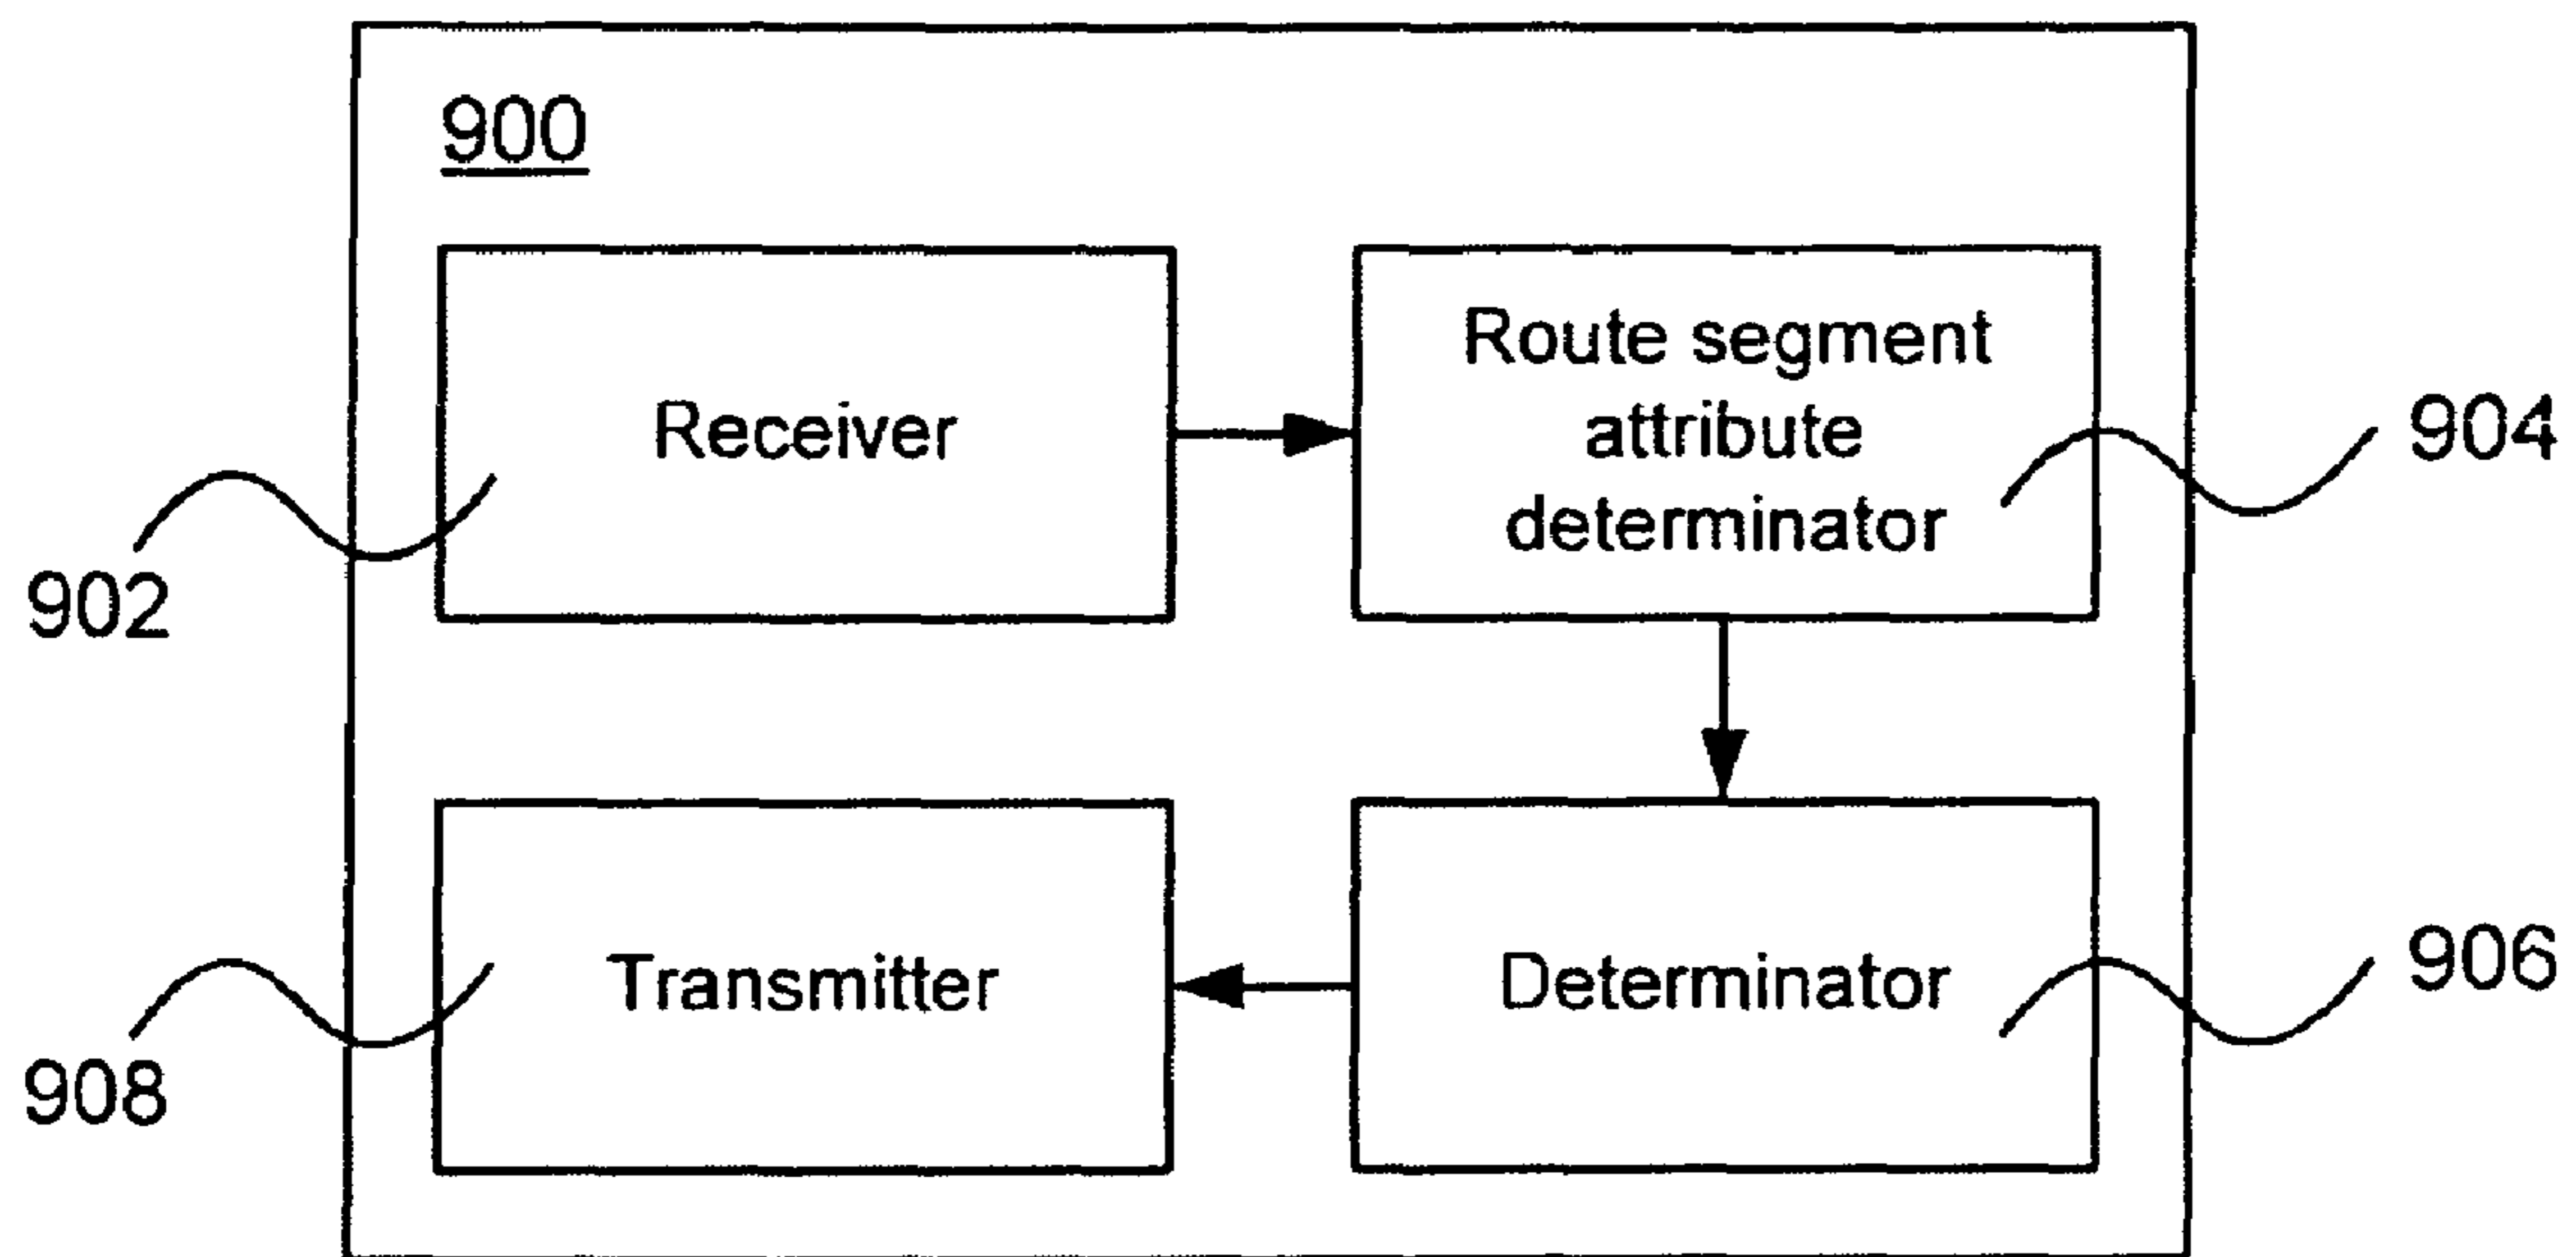 900
Receiver
Route segment
attribute
determinator
904
902
Transmitter
Determinator
906
908